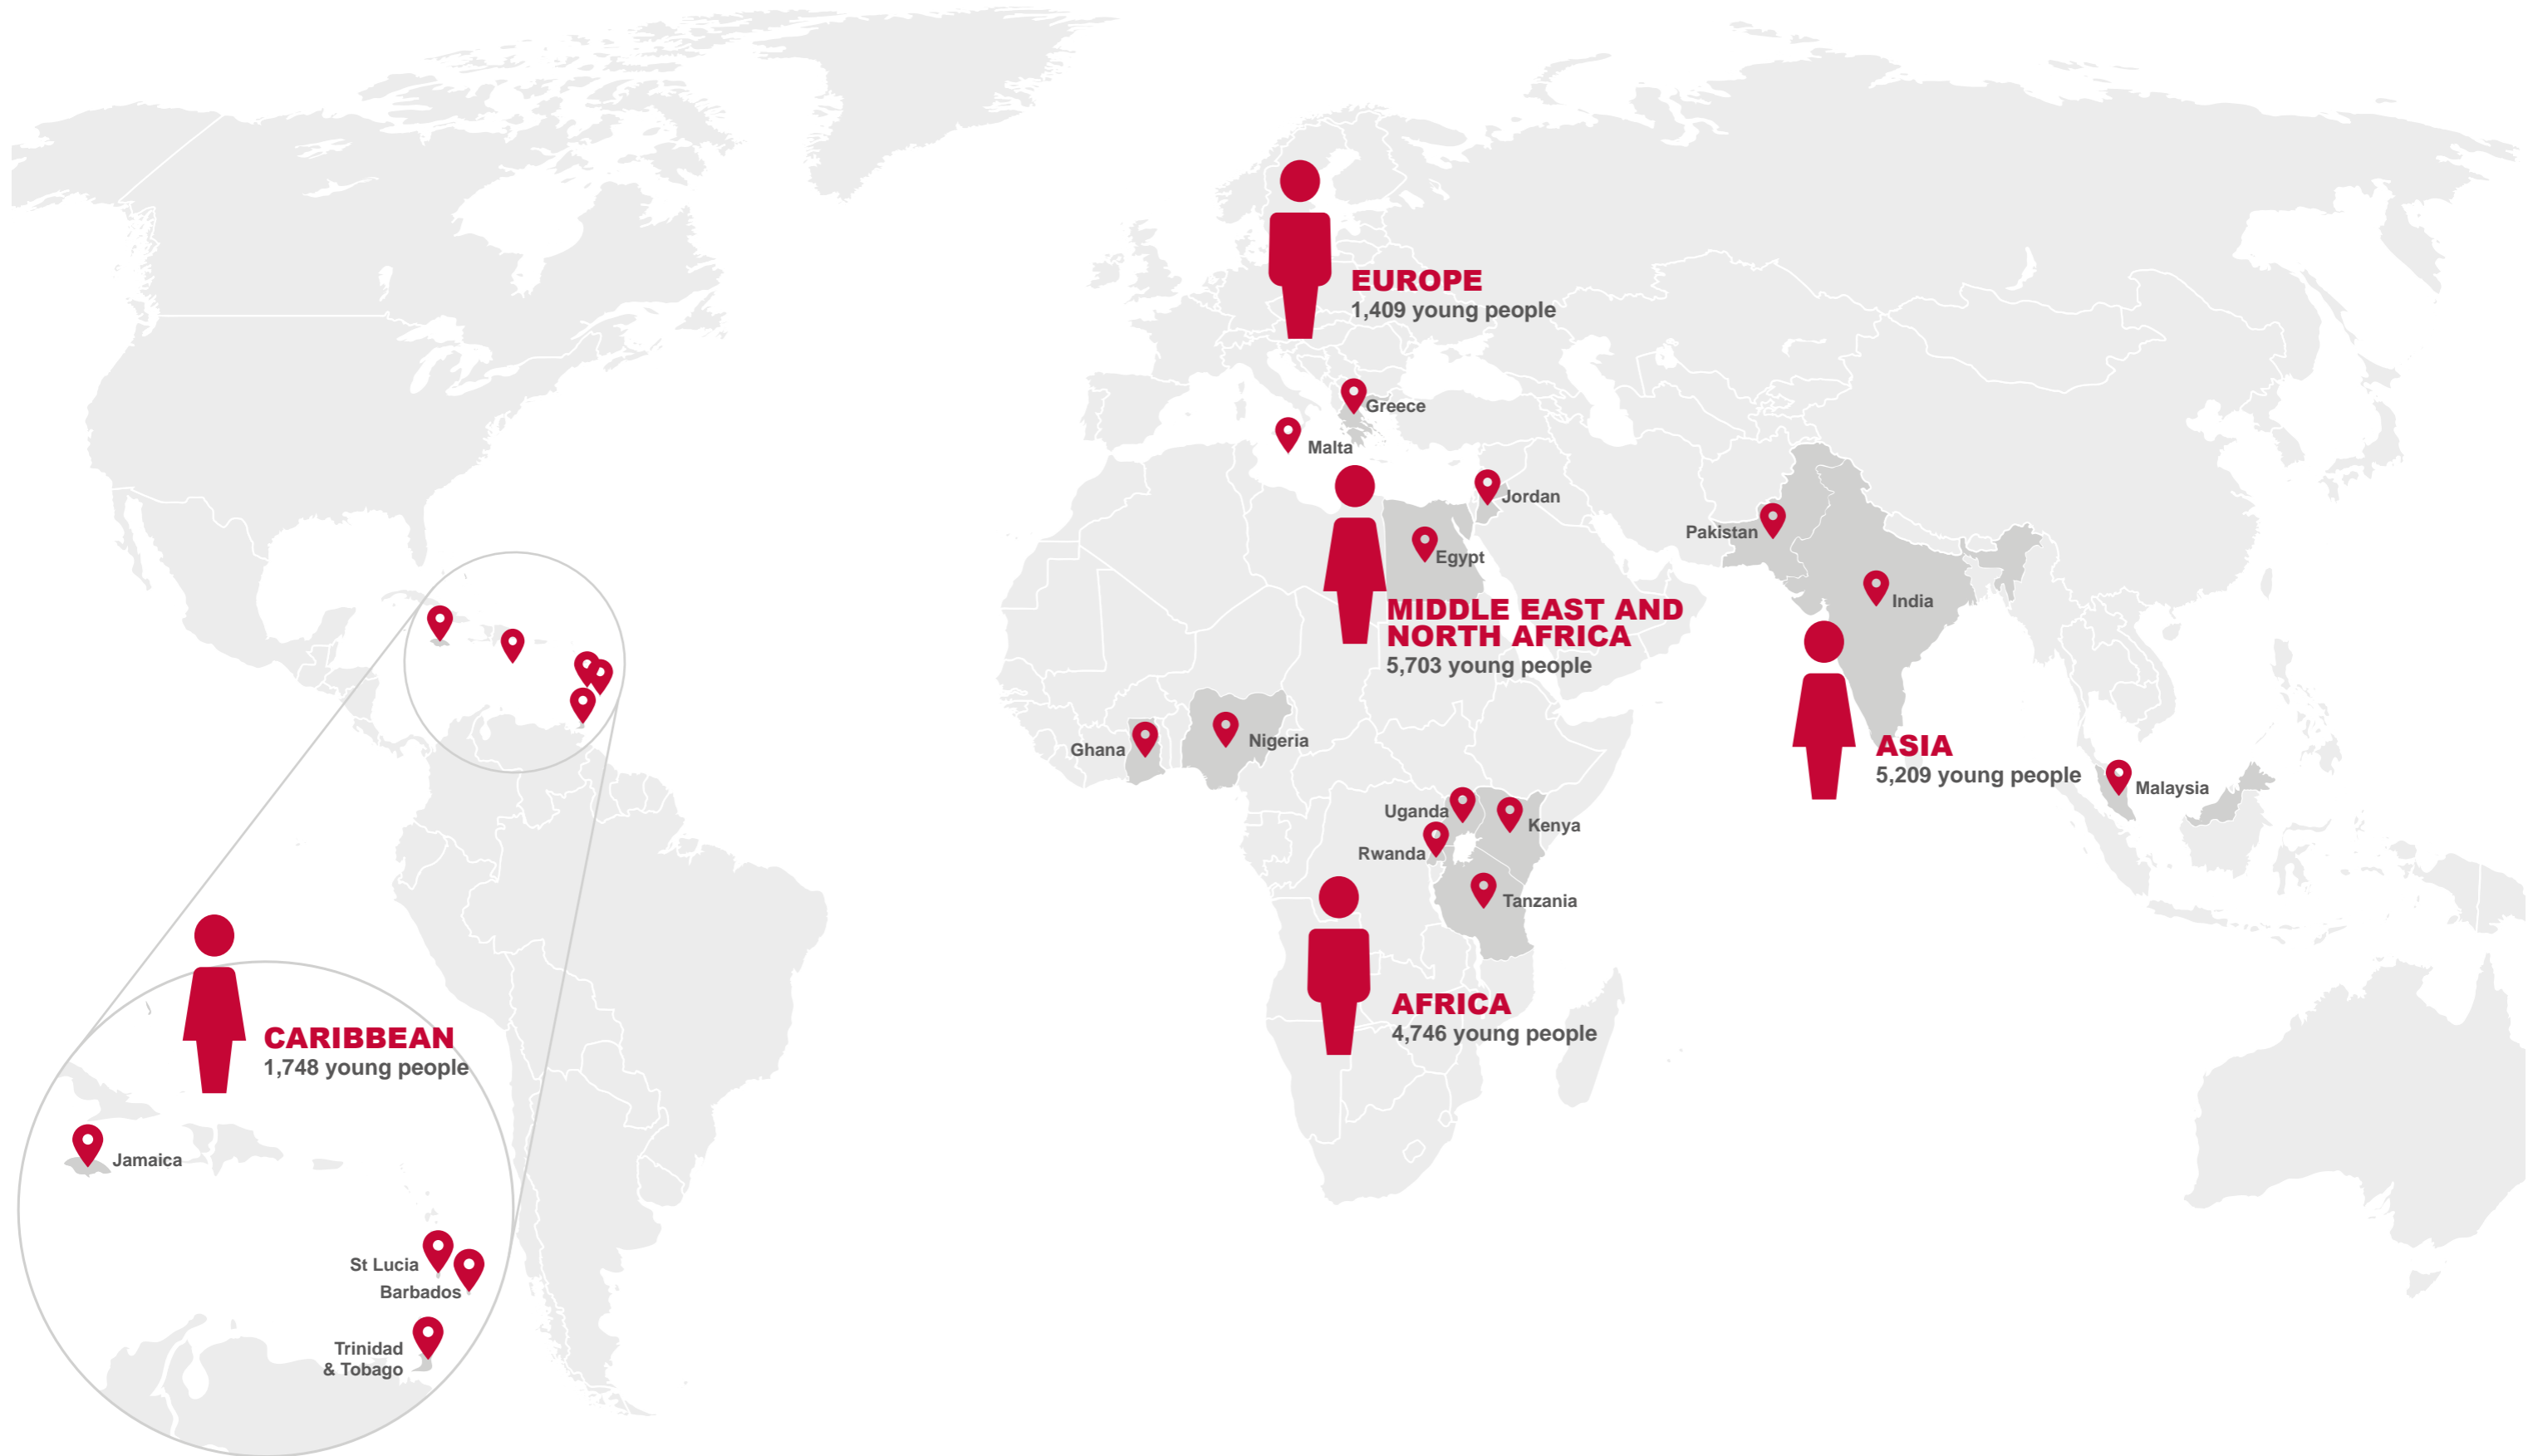 EUROPE
1,409 young people
Greece
Malta
Jordan
Egypt
MIDDLE EAST AND
NORTH AFRICA
5,703 young people
Pakistan
India
ASIA
5,209 young people
Malaysia
Ghana
Nigeria
Uganda
Kenya
Rwanda
Tanzania
AFRICA
4,746 young people
CARIBBEAN
1,748 young people
Jamaica
St Lucia
Barbados
Trinidad
& Tobago